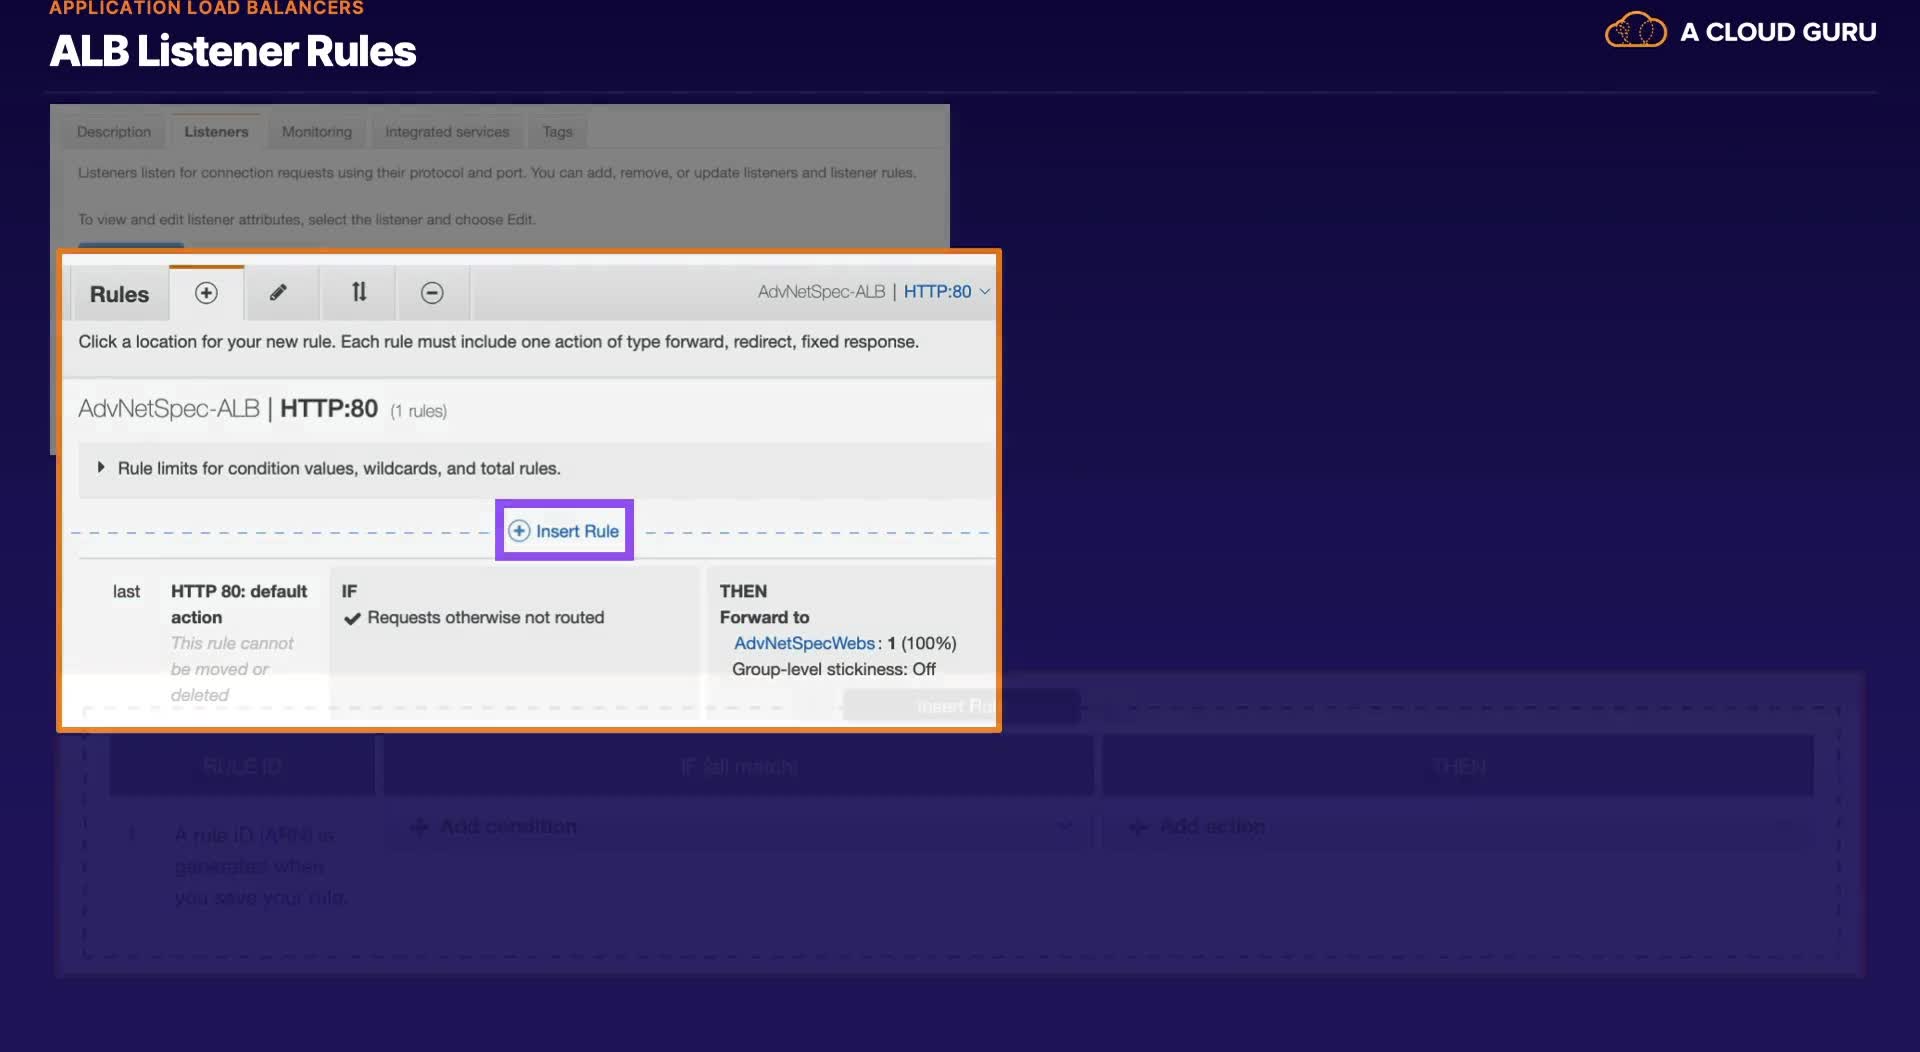 APPLICATION LOAD BALANCERS
ALB Listener Rules
A CLOUD GURU
Description Listeners Monitoring Integrated services Tags
Listeners listen for connection requests using their protocol and port. You can add, remove, or update listeners and listener rules.
To view and edit listener attributes, select the listener and choose Edit.
Rules AdvNetSpec-ALB | HTTP:80
Click a location for your new rule. Each rule must include one action of type forward, redirect, fixed response.
AdvNetSpec-ALB | HTTP:80 (1 rules)
Rule limits for condition values, wildcards, and total rules.
Insert Rule
last HTTP 80: default action
This rule cannot be moved or deleted
IF
Requests otherwise not routed
THEN
Forward to
AdvNetSpecWebs: 1 (100%)
Group-level stickiness: Off
Insert
RULE ID IF (all match) THEN
1 A rule ID (ARN) is
generated when
you save your rule.
Add condition
Add action